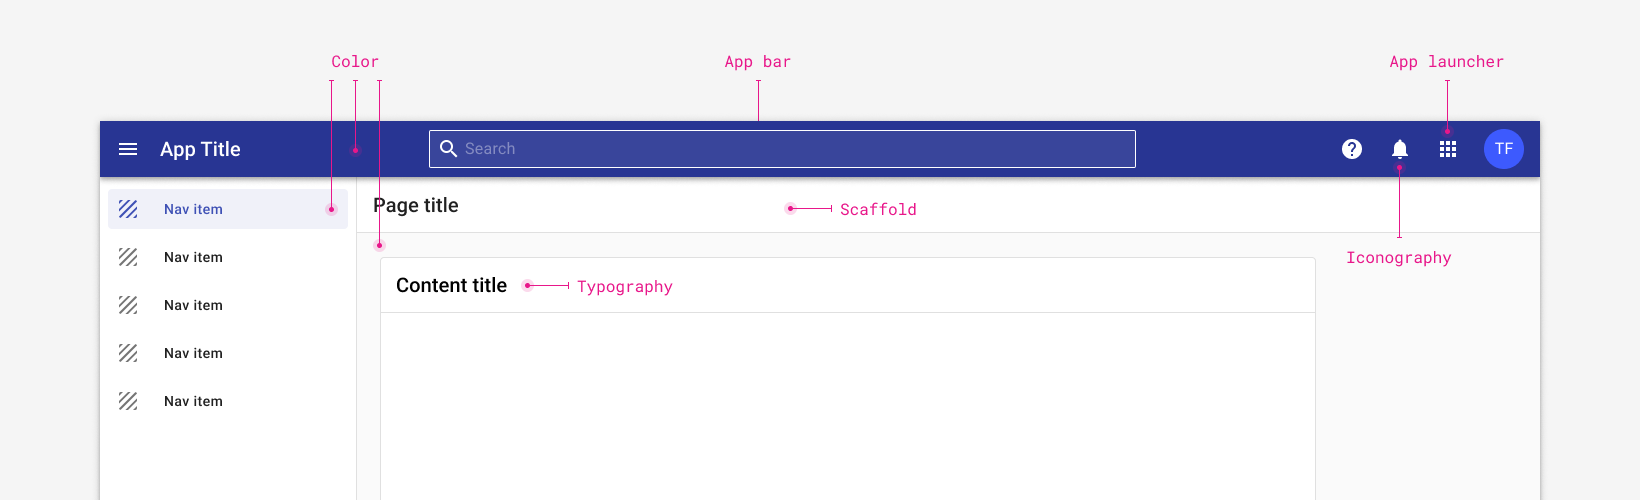 Color
App bar
App launcher
App Title
Search
TF
Nav item
Page title
Scaffold
Nav item
Iconography
Content title
Typography
Nav item
Nav item
Nav item